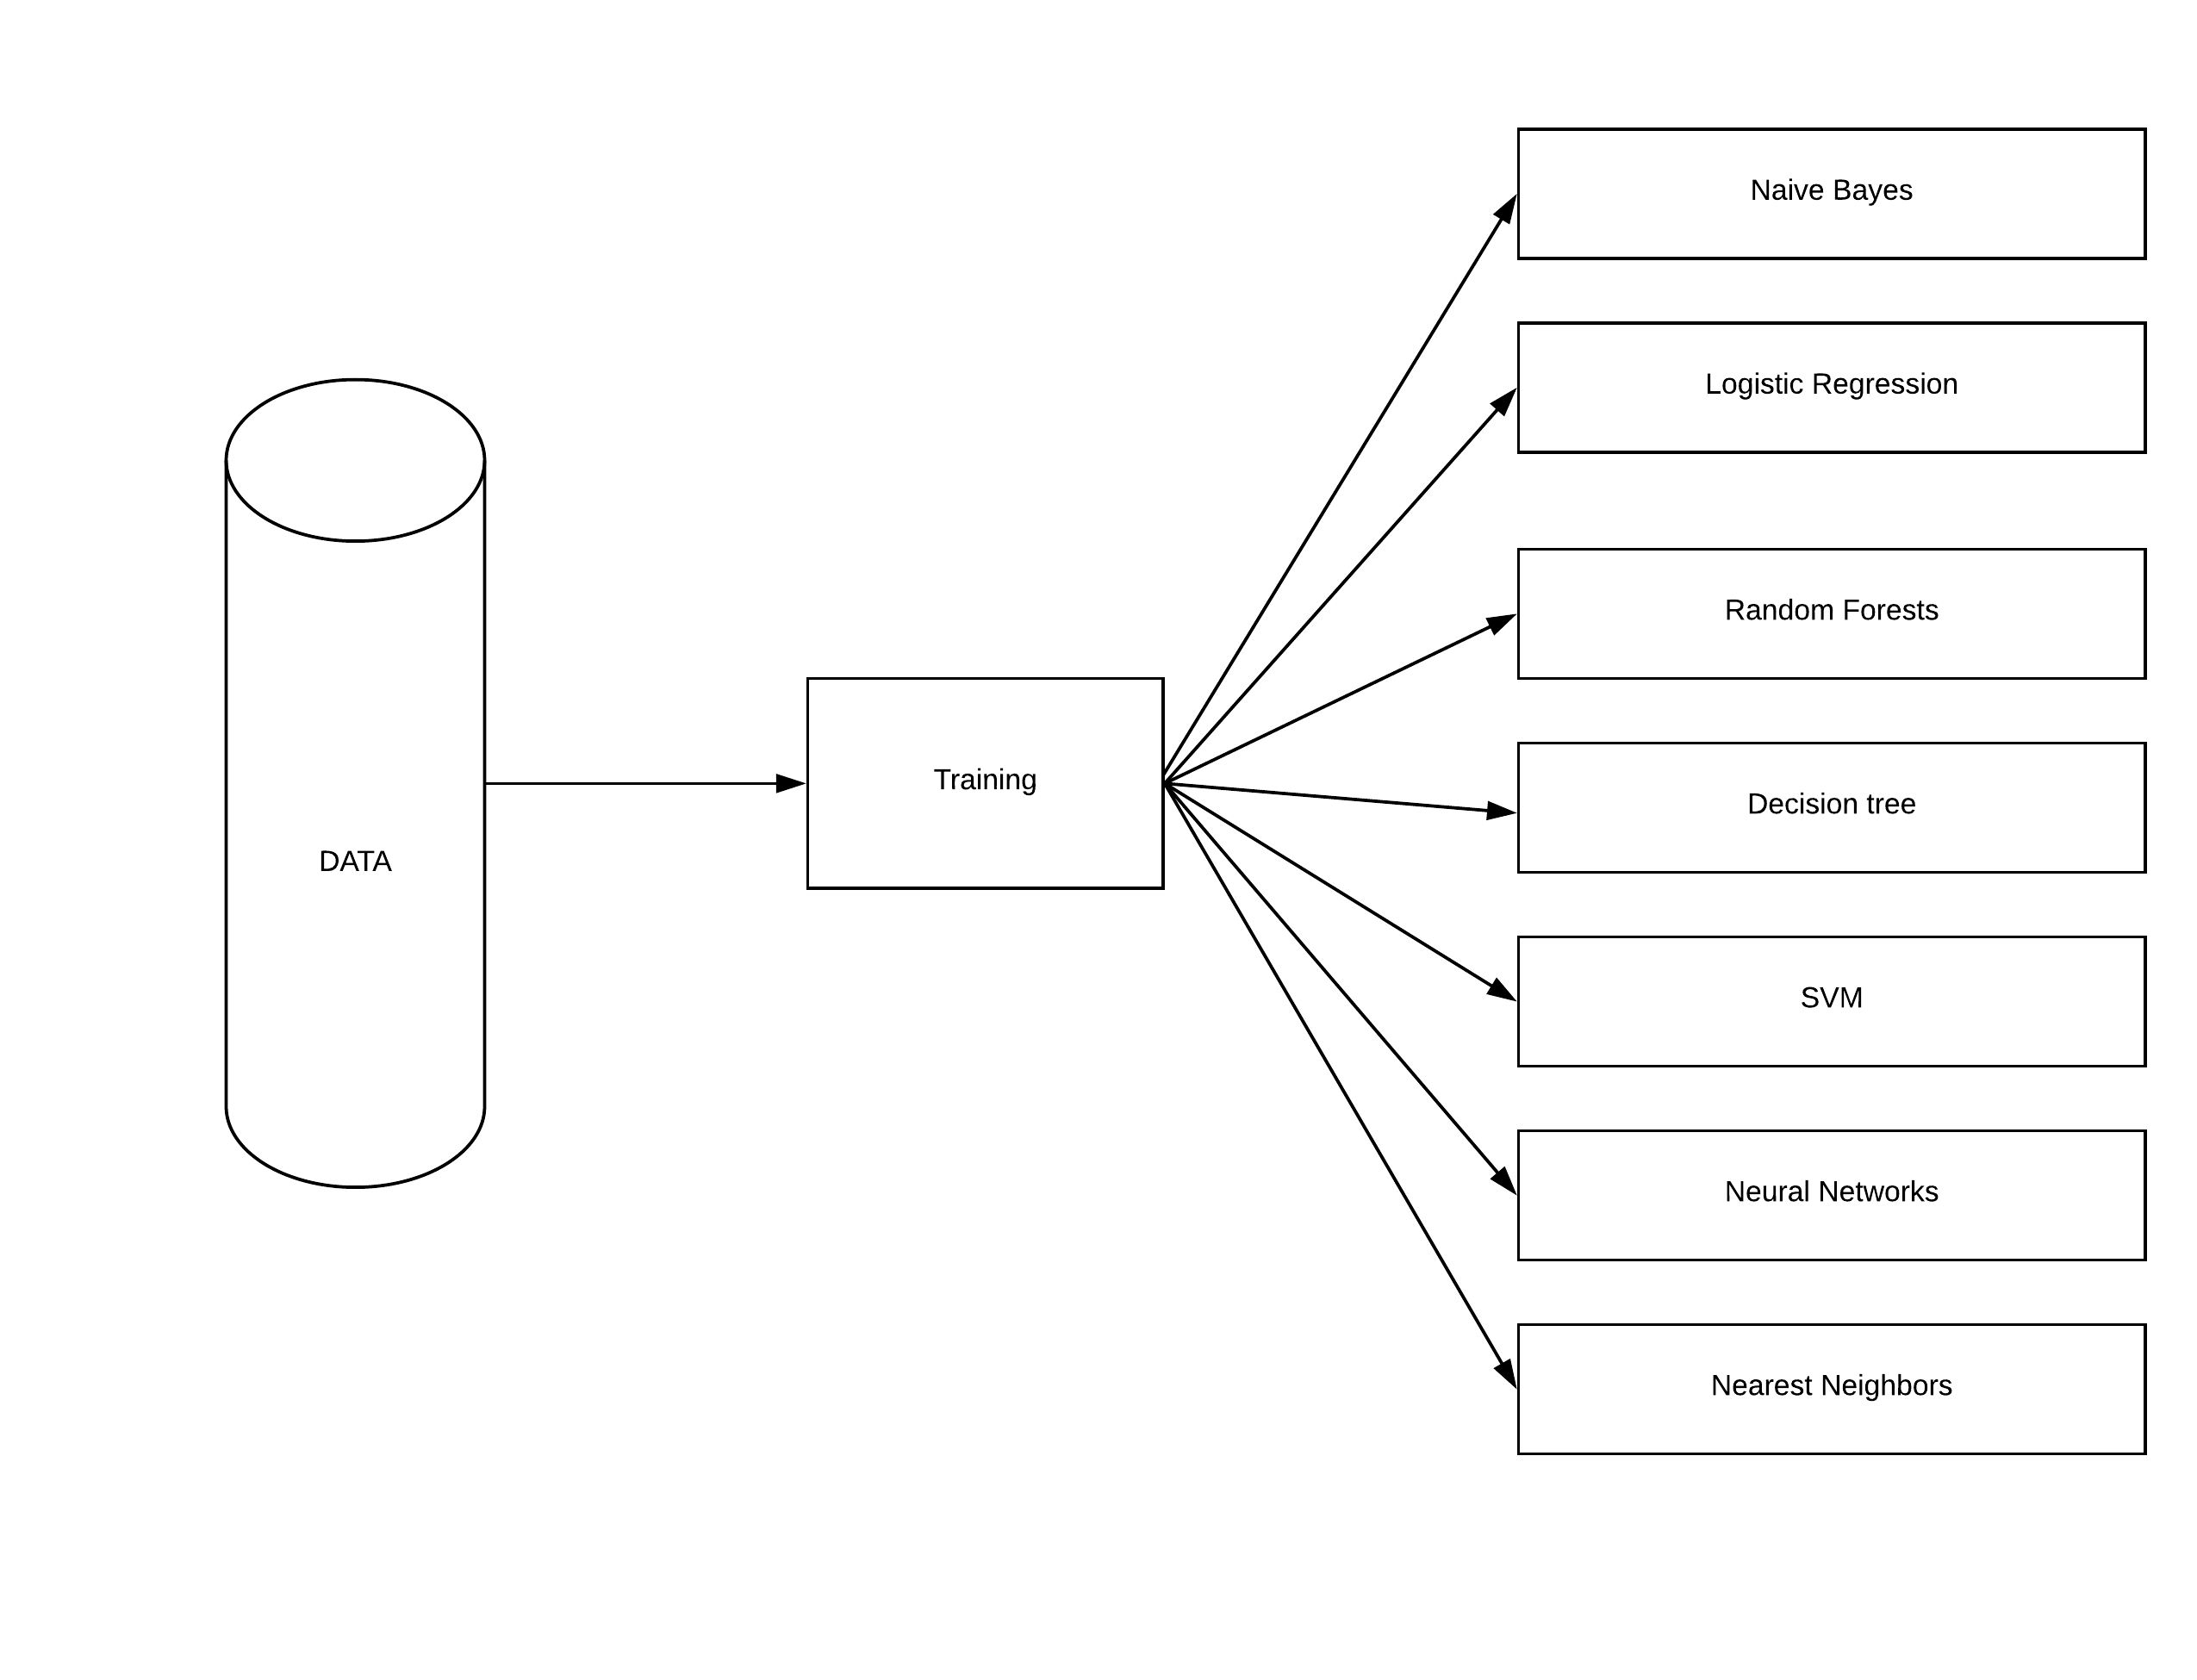 DATA
Training
Naive Bayes
Logistic Regression
Random Forests
Decision tree
SVM
Neural Networks
Nearest Neighbors